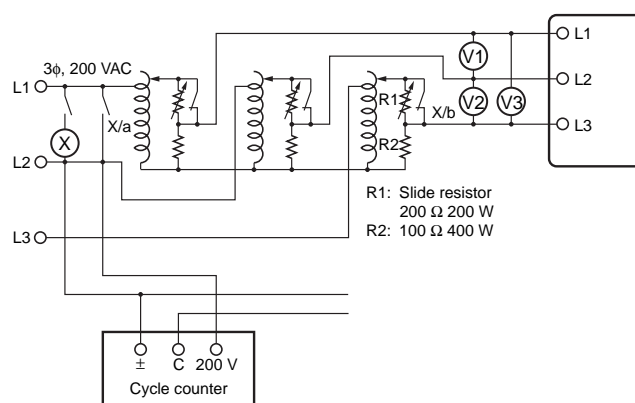 3ϕ, 200 VAC
L1
X/a
X
L2
L3
R1
R2
X/b
V1
V2
V3
L1
L2
L3
R1: Slide resistor
200 Ω 200 W
R2: 100 Ω 400 W
± C 200 V
Cycle counter